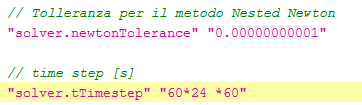 // Tolleranza per il metodo Nested Newton
"solver.newtonTolerance" "0.00000000001"
// time step [s]
"solver.tTimestep" "60*24 *60"